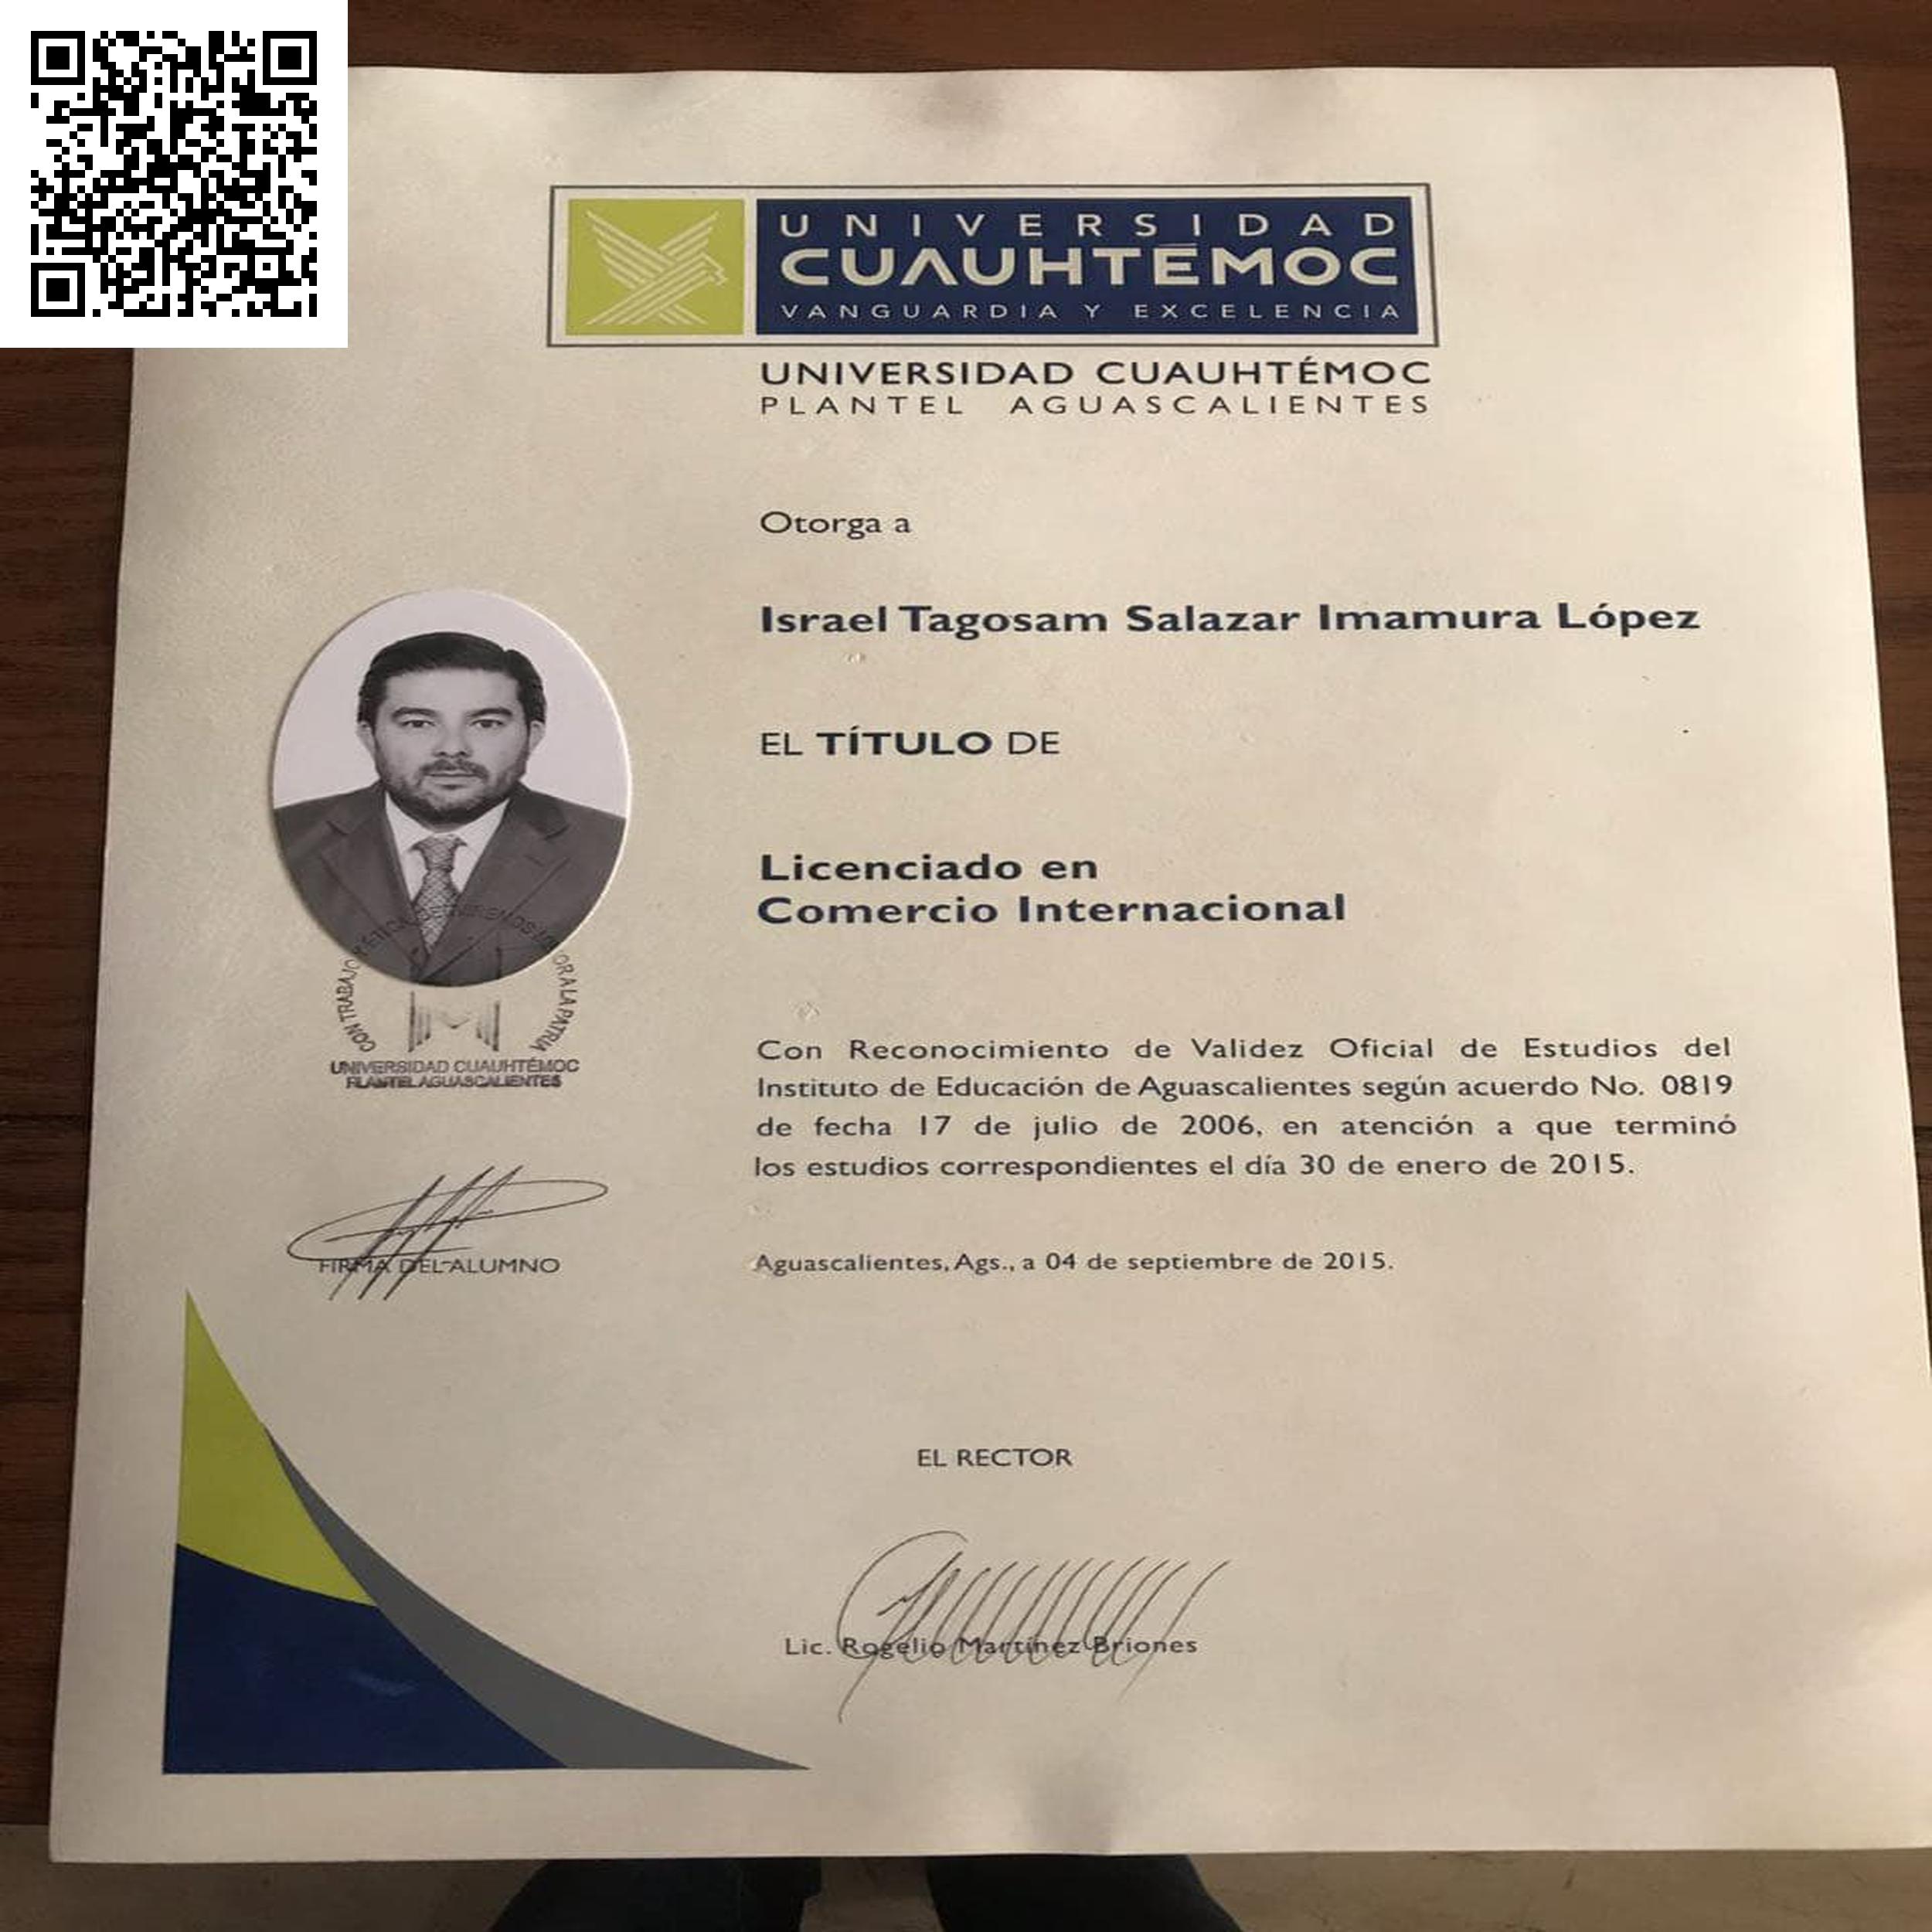 UNIVERSIDAD
CUAUHTÉMOC
VANGUARDIA Y EXCELENCIA
UNIVERSIDAD CUAUHTÉMOC
PLANTEL AGUASCALIENTES
Otorga a
Israel Tagosam Salazar Imamura López
EL TÍTULO DE
Licenciado en
Comercio Internacional
CON TRABAJO Y ÉTICA, SERVIREMOS MEJOR A LA PATRIA
UNIVERSIDAD CUAUHTÉMOC
PLANTEL AGUASCALIENTES
Con Reconocimiento de Validez Oficial de Estudios del
Instituto de Educación de Aguascalientes según acuerdo No. 0819
de fecha 17 de julio de 2006, en atención a que terminó
los estudios correspondientes el día 30 de enero de 2015.
FIRMA DEL ALUMNO
Aguascalientes, Ags., a 04 de septiembre de 2015.
EL RECTOR
Lic. Rogelio Martínez Briones